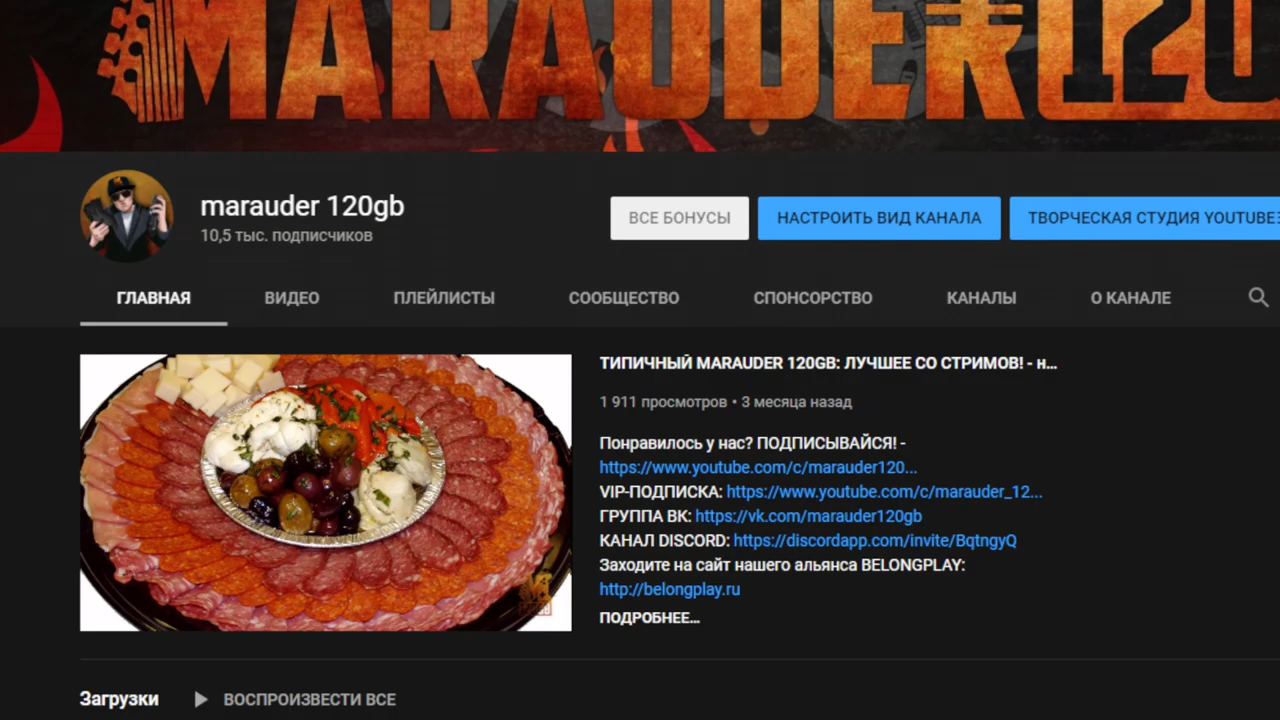 MARAUDER120
marauder 120gb
10,5 тыс. подписчиков
ВСЕ БОНУСЫ
НАСТРОИТЬ ВИД КАНАЛА
ТВОРЧЕСКАЯ СТУДИЯ YOUTUBE
ГЛАВНАЯ
ВИДЕО
ПЛЕЙЛИСТЫ
СООБЩЕСТВО
СПОНСОРСТВО
КАНАЛЫ
О КАНАЛЕ
ТИПИЧНЫЙ MARAUDER 120GB: ЛУЧШЕЕ СО СТРИМОВ! - н...
1 911 просмотров • 3 месяца назад
Понравилось у нас? ПОДПИСЫВАЙСЯ! -
https://www.youtube.com/c/marauder120...
VIP-ПОДПИСКА: https://www.youtube.com/c/marauder_12...
ГРУППА ВК: https://vk.com/marauder120gb
КАНАЛ DISCORD: https://discordapp.com/invite/BqtngyQ
Заходите на сайт нашего альянса BELONGPLAY:
http://belongplay.ru
ПОДРОБНЕЕ...
Загрузки
ВОСПРОИЗВЕСТИ ВСЕ